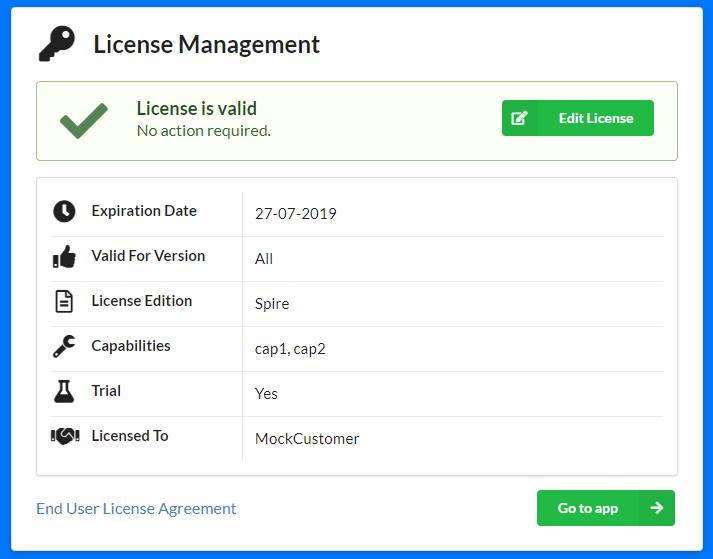 License Management
License is valid
No action required.
Edit License
Expiration Date
27-07-2019
Valid For Version
All
License Edition
Spire
Capabilities
cap1, cap2
Trial
Yes
Licensed To
MockCustomer
End User License Agreement
Go to app